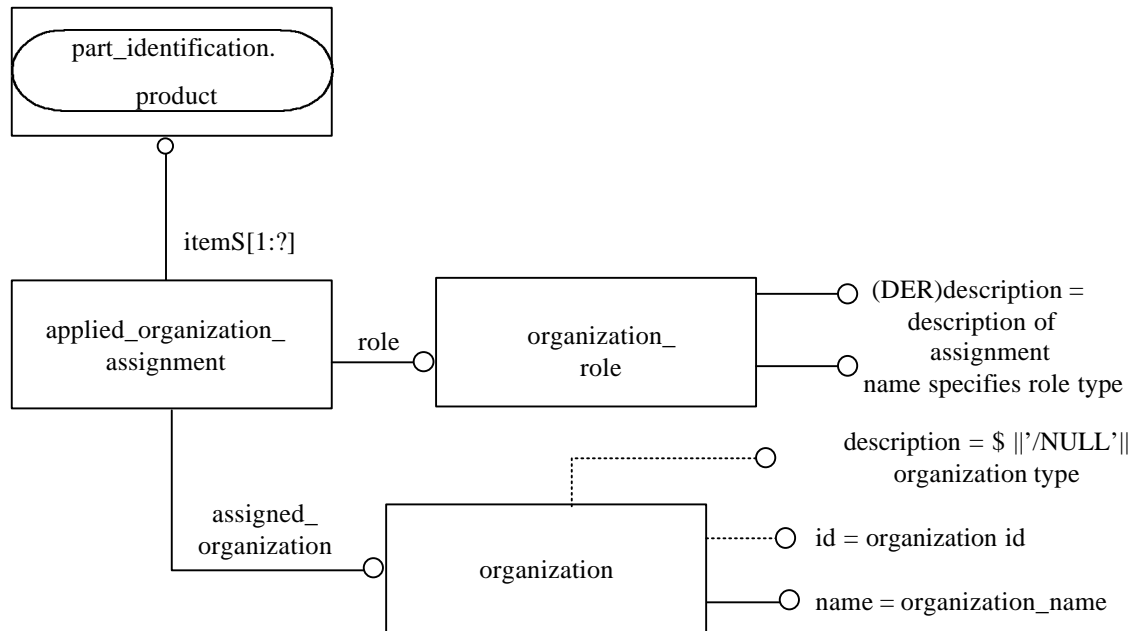 part_identification.
product
itemS[1:?]
applied_organization_
assignment
role
organization_
role
(DER)description =
description of
assignment
name specifies role type
description = $ ||’/NULL’||
organization type
assigned_
organization
organization
id = organization id
name = organization_name